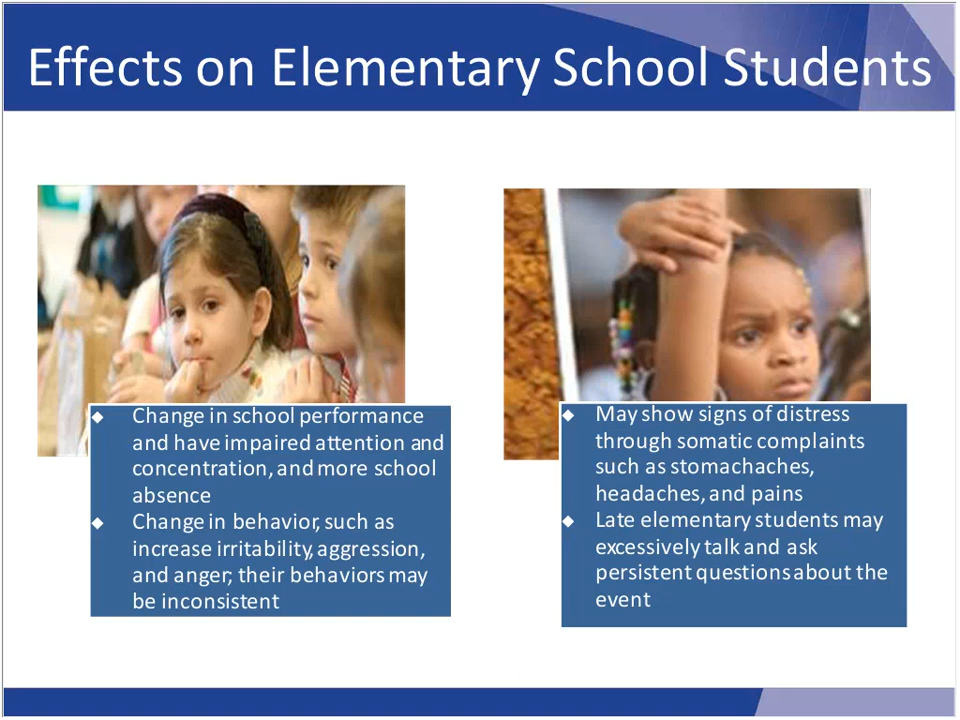 Effects on Elementary School Students
◆ Change in school performance
and have impaired attention and
concentration, and more school
absence
◆ Change in behavior, such as
increase irritability, aggression,
and anger; their behaviors may
be inconsistent
◆ May show signs of distress
through somatic complaints
such as stomachaches,
headaches, and pains
◆ Late elementary students may
excessively talk and ask
persistent questions about the
event